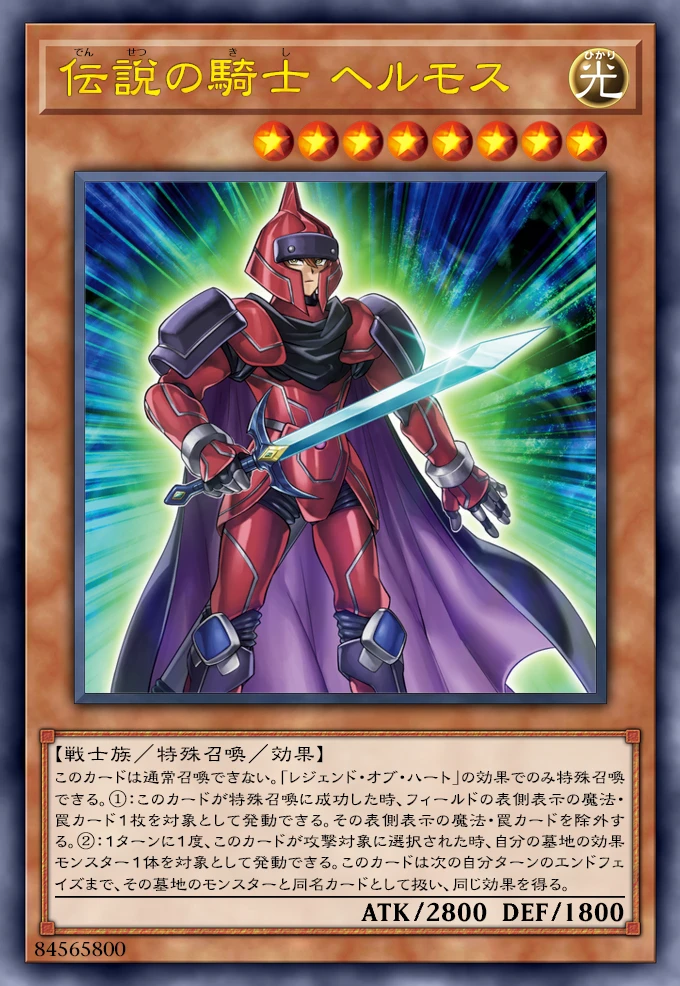 でんせつ きし
伝説の騎士 ヘルモス
ひかり
光
【戦士族／特殊召喚／効果】
このカードは通常召喚できない。「レジェンド・オブ・ハート」の効果でのみ特殊召喚
できる。①：このカードが特殊召喚に成功した時、フィールドの表側表示の魔法・
罠カード１枚を対象として発動できる。その表側表示の魔法・罠カードを除外す
る。②：１ターンに１度、このカードが攻撃対象に選択された時、自分の墓地の効果
モンスター１体を対象として発動できる。このカードは次の自分ターンのエンドフェ
イズまで、その墓地のモンスターと同名カードとして扱い、同じ効果を得る。
ATK/2800 DEF/1800
84565800